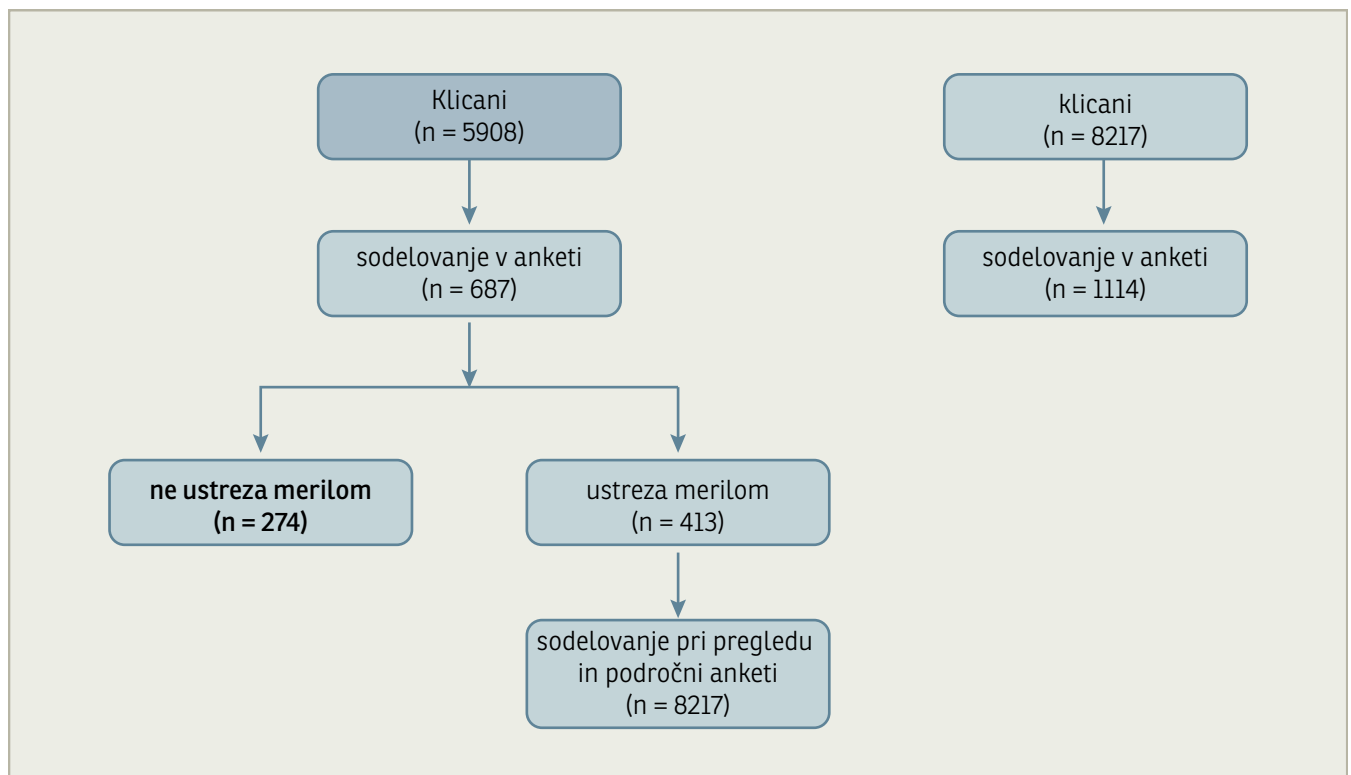 Klicani
(n = 5908)
klicani
(n = 8217)
sodelovanje v anketi
(n = 687)
sodelovanje v anketi
(n = 1114)
ne ustreza merilom
(n = 274)
ustreza merilom
(n = 413)
sodelovanje pri pregledu
in področni anketi
(n = 8217)